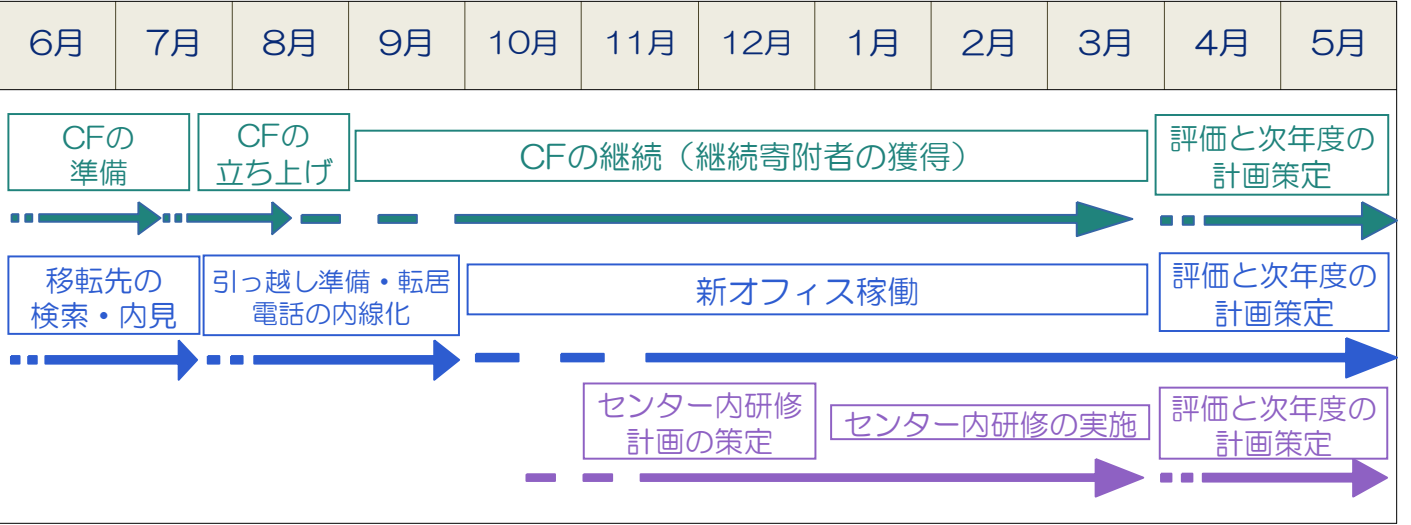 6月 7月 8月 9月 10月 11月 12月 1月 2月 3月 4月 5月
CFの
準備
CFの
立ち上げ
CFの継続（継続寄附者の獲得）
評価と次年度の
計画策定
移転先の
検索・内見
引っ越し準備・転居
電話の内線化
新オフィス稼働
評価と次年度の
計画策定
センター内研修
計画の策定
センター内研修の実施
評価と次年度の
計画策定